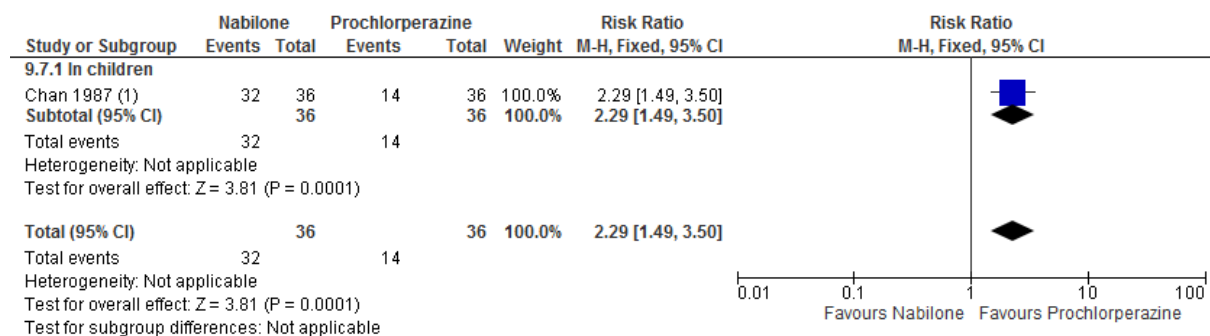 Nabilone Prochlorperazine Risk Ratio Risk Ratio
Study or Subgroup Events Total Events Total Weight M-H, Fixed, 95% CI M-H, Fixed, 95% CI
9.7.1 In children
Chan 1987 (1) 32 36 14 36 100.0% 2.29 [1.49, 3.50]
Subtotal (95% CI) 36 36 100.0% 2.29 [1.49, 3.50]
Total events 32 14
Heterogeneity: Not applicable
Test for overall effect: Z = 3.81 (P = 0.0001)
Total (95% CI) 36 36 100.0% 2.29 [1.49, 3.50]
Total events 32 14
Heterogeneity: Not applicable
Test for overall effect: Z = 3.81 (P = 0.0001)
Test for subgroup differences: Not applicable
0.01 0.1 1 10 100
Favours Nabilone Favours Prochlorperazine